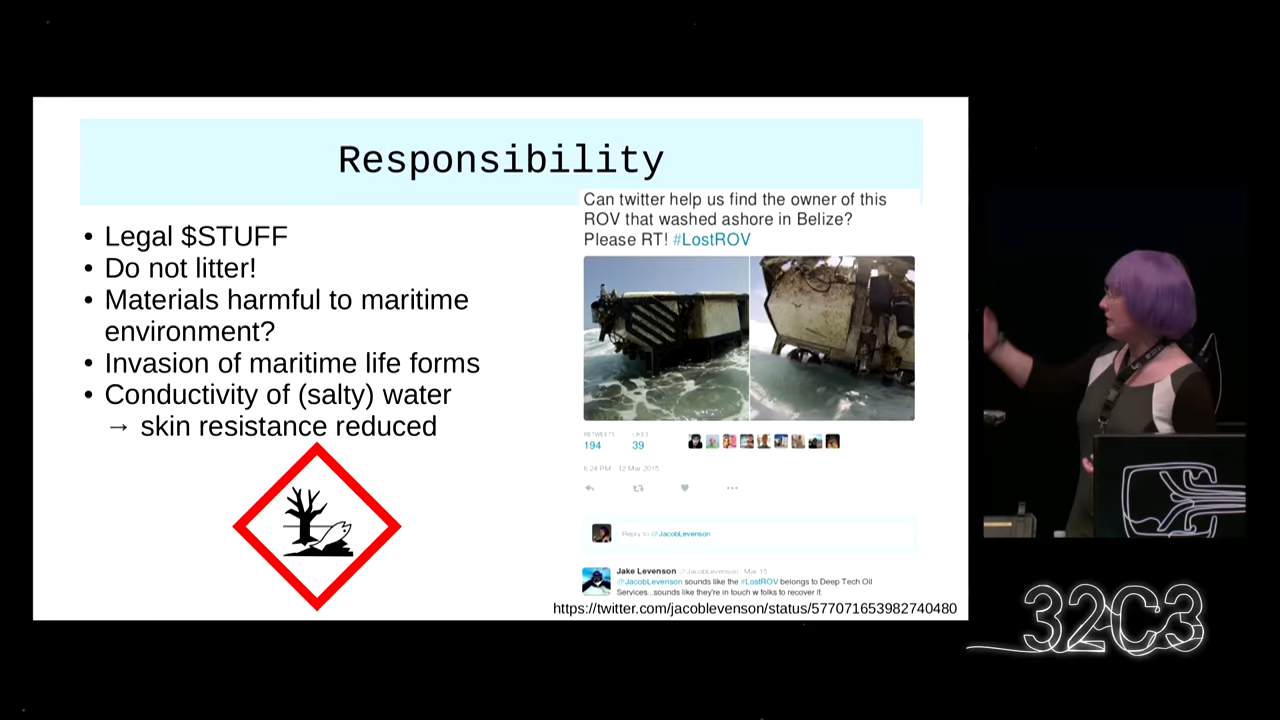 Responsibility
• Legal $STUFF
• Do not litter!
• Materials harmful to maritime
environment?
• Invasion of maritime life forms
• Conductivity of (salty) water
→ skin resistance reduced
Can twitter help us find the owner of this
ROV that washed ashore in Belize?
Please RT! #LostROV
RETWEETS
LIKES
194
39
6:24 PM 12 Mar 2015
Reply to @JacobLevenson
Jake Levenson @JacobLevenson · Mar 15
@JacobLevenson sounds like the #LostROV belongs to Deep Tech Oil
Services...sounds like they're in touch w folks to recover it.
https://twitter.com/jacoblevenson/status/577071653982740480
32C3